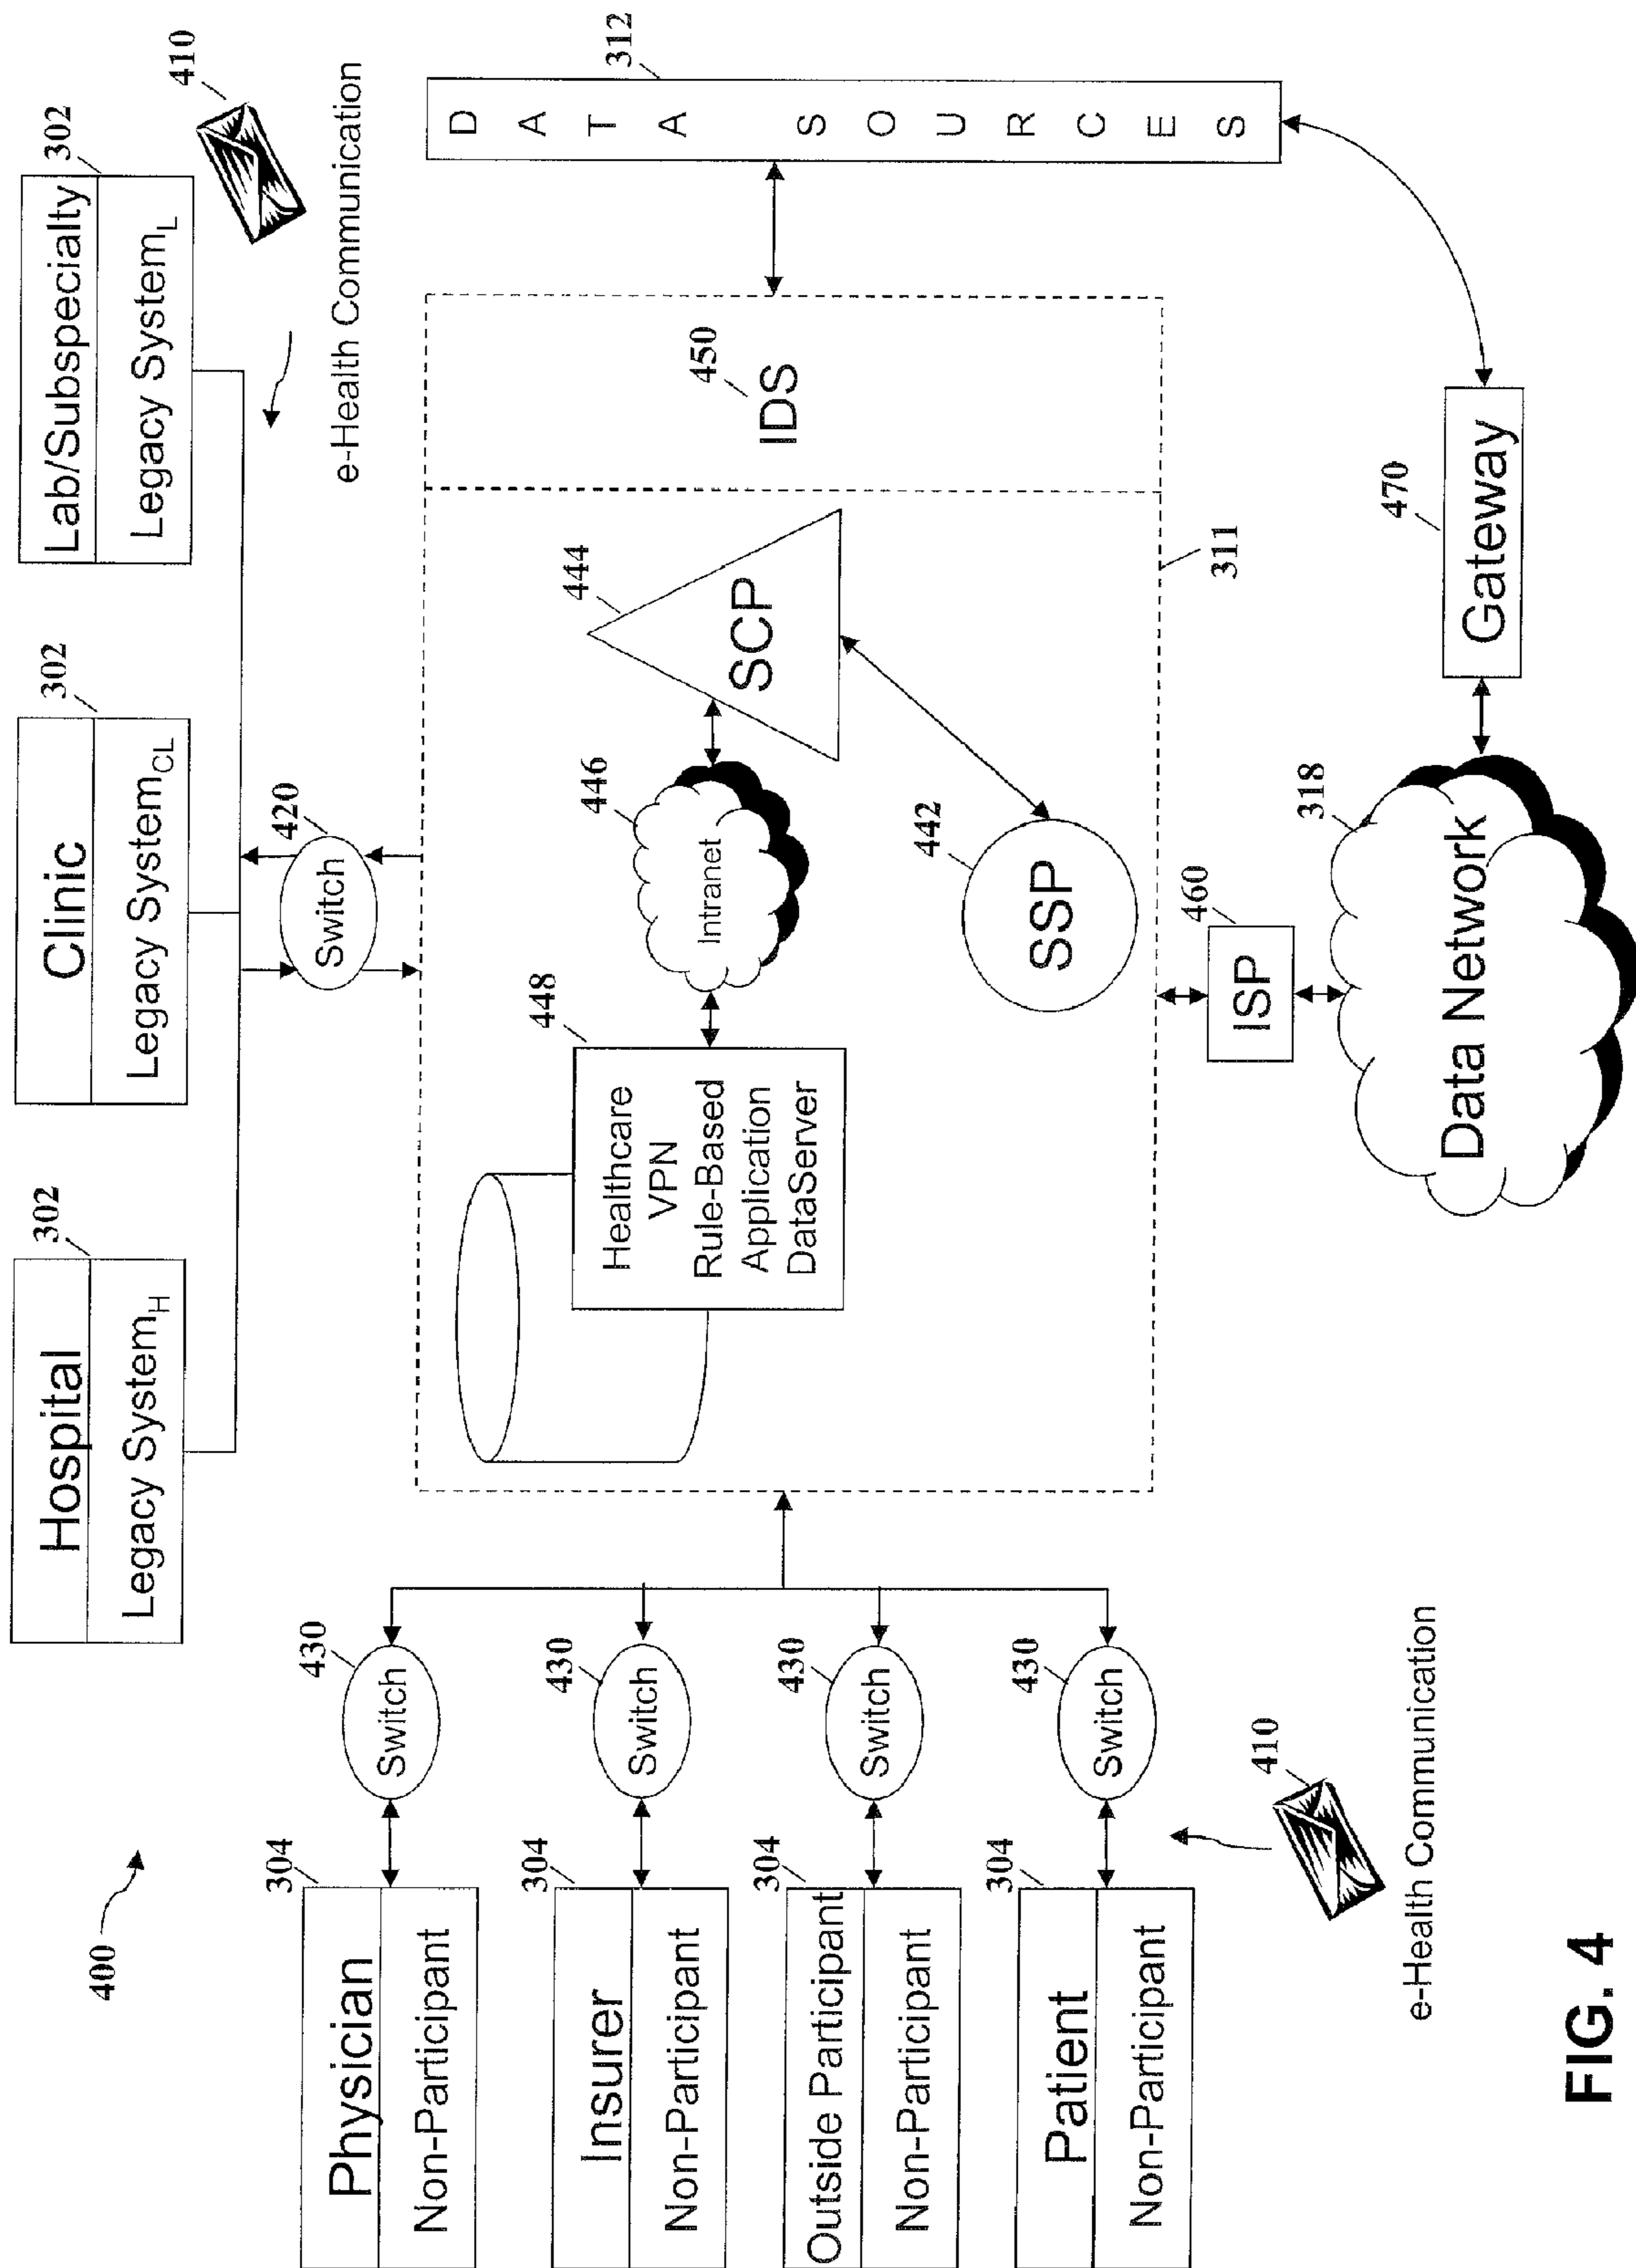 400
Hospital
302
Legacy System_H
Clinic
302
Legacy System_CL
Lab/Subspecialty
302
Legacy System_L
410
e-Health Communication
420
Switch
Physician
304
Non-Participant
430
Switch
Insurer
304
Non-Participant
430
Switch
Outside Participant
304
Non-Participant
430
Switch
Patient
304
Non-Participant
430
Switch
410
e-Health Communication
448
Healthcare
VPN
Rule-Based
Application
DataServer
446
Intranet
444
SCP
442
SSP
450
IDS
311
DATA SOURCES
312
460
ISP
318
Data Network
470
Gateway
FIG. 4